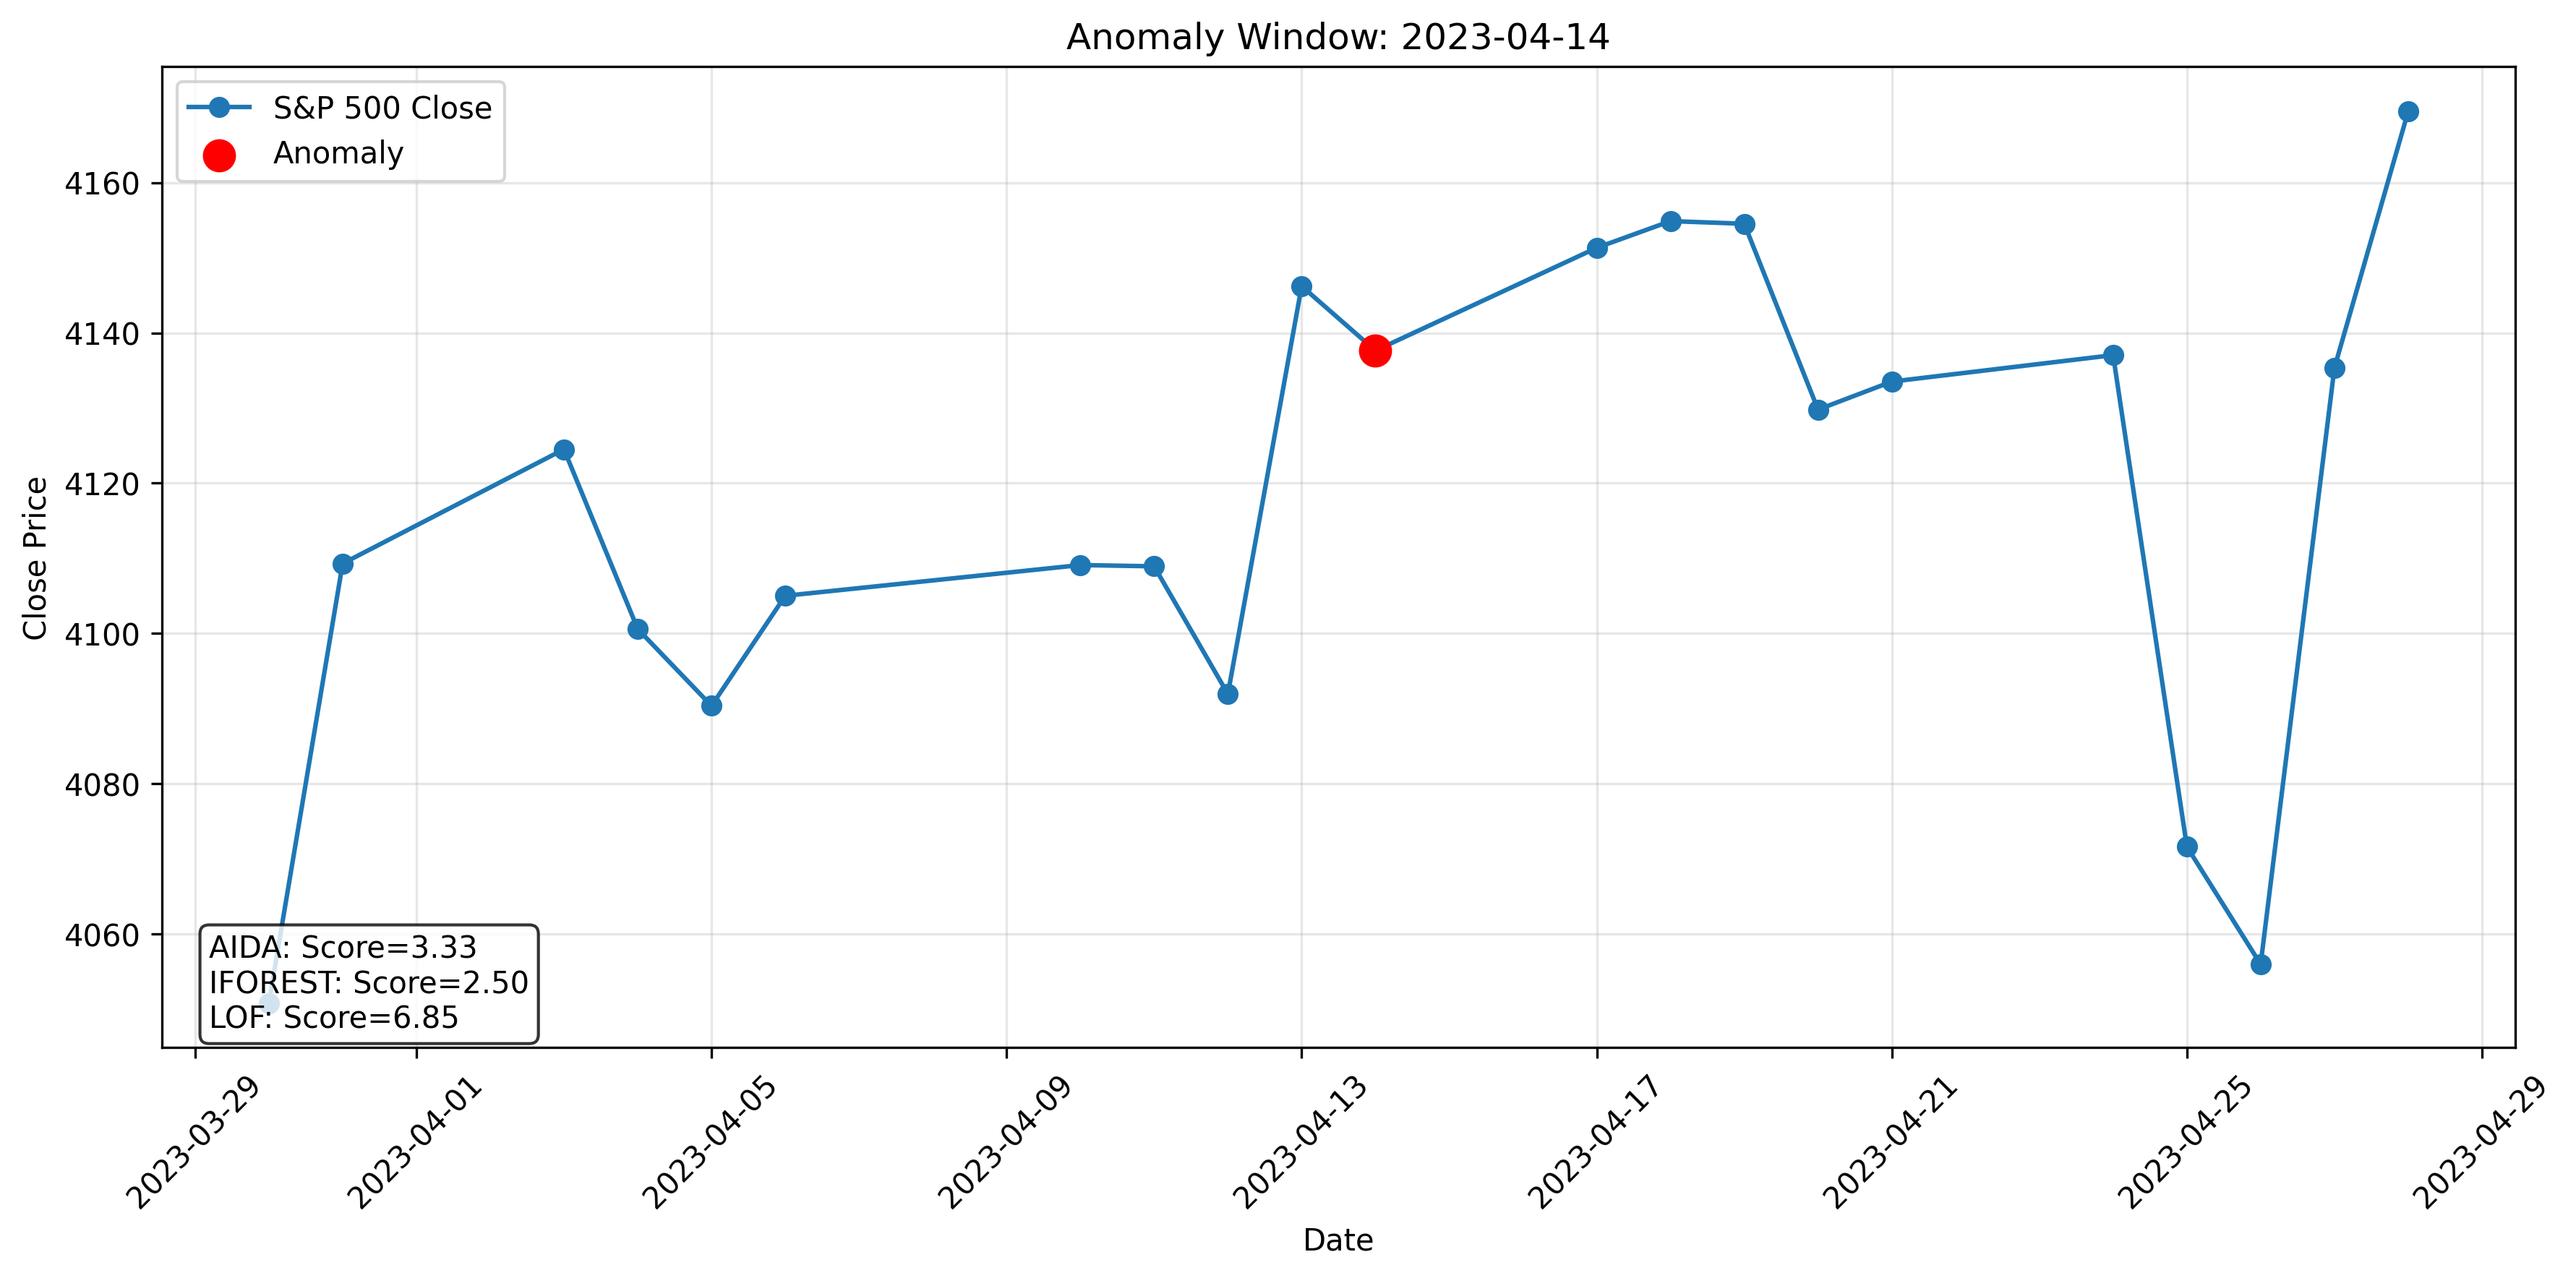 Anomaly Window: 2023-04-14
S&P 500 Close
Anomaly
Close Price
4160
4140
4120
4100
4080
4060
AIDA: Score=3.33
IFOREST: Score=2.50
LOF: Score=6.85
2023-03-29
2023-04-01
2023-04-05
2023-04-09
2023-04-13
2023-04-17
2023-04-21
2023-04-25
2023-04-29
Date